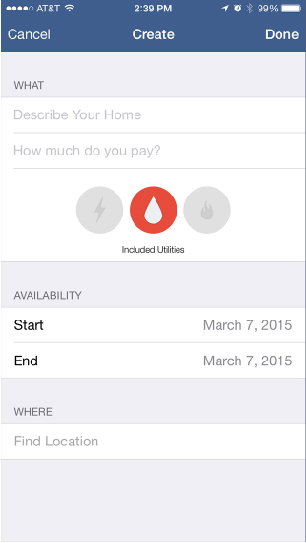 AT&T 2:39 PM 99%
Cancel Create Done
WHAT
Describe Your Home
How much do you pay?
Included Utilities
AVAILABILITY
Start March 7, 2015
End March 7, 2015
WHERE
Find Location